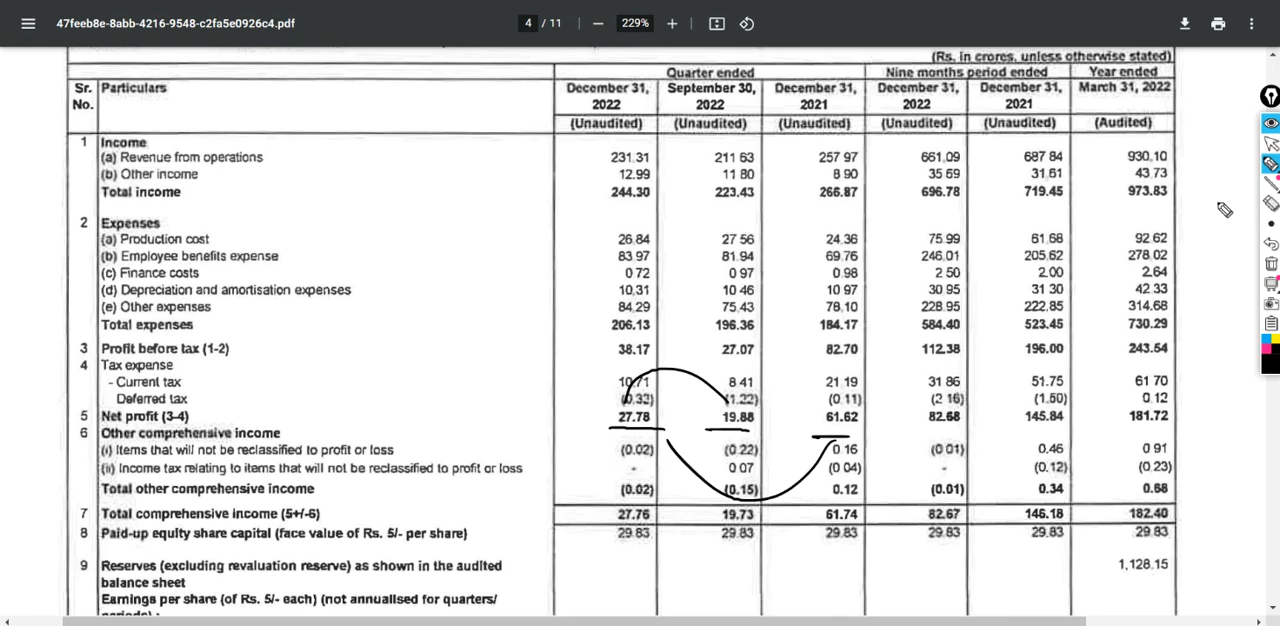 47feeb8e-8abb-4216-9548-c2fa5e0926c4.pdf 4 / 11 229%
(Rs. in crores, unless otherwise stated)
Quarter ended Nine months period ended Year ended
Sr. Particulars December 31, September 30, December 31, December 31, December 31, March 31, 2022
No. 2022 2022 2021 2022 2021
(Unaudited) (Unaudited) (Unaudited) (Unaudited) (Unaudited) (Audited)
1 Income
(a) Revenue from operations 231.31 211 63 257 97 661.09 687 84 930.10
(b) Other income 12.99 11 80 8 90 35 69 31.61 43.73
Total income 244.30 223.43 266.87 696.78 719.45 973.83
2 Expenses
(a) Production cost 26.84 27 56 24.36 75.99 61.68 92.62
(b) Employee benefits expense 83 97 81.94 69.76 246.01 205.62 278.02
(c) Finance costs 0 72 0 97 0.98 2 50 2.00 2.64
(d) Depreciation and amortisation expenses 10,31 10 46 10 97 30 95 31 30 42 33
(e) Other expenses 84,29 75,43 78,10 228.95 222.85 314.68
Total expenses 206.13 196.36 184.17 584.40 523.45 730.29
3 Profit before tax (1-2) 38.17 27.07 82.70 112.38 196.00 243.54
4 Tax expense
- Current tax 10.71 8 41 21 19 31 86 51.75 61 70
Deferred tax (0.32) (1.22) (0 11) (2 16) (1.50) 0.12
5 Net profit (3-4) 27.78 19.88 61.62 82.68 145.84 181.72
6 Other comprehensive income
(i) Items that will not be reclassified to profit or loss (0.02) (0.22) 0 16 (0 01) 0.46 0 91
(ii) Income tax relating to items that will not be reclassified to profit or loss - 0 07 (0 04) - (0.12) (0 23)
Total other comprehensive income (0.02) (0.15) 0.12 (0.01) 0.34 0.68
7 Total comprehensive income (5+/-6) 27.76 19.73 61.74 82.67 146.18 182.40
8 Paid-up equity share capital (face value of Rs. 5/- per share) 29.83 29.83 29.83 29.83 29.83 29 83
9 Reserves (excluding revaluation reserve) as shown in the audited 1,128.15
balance sheet
Earnings per share (of Rs. 5/- each) (not annualised for quarters/